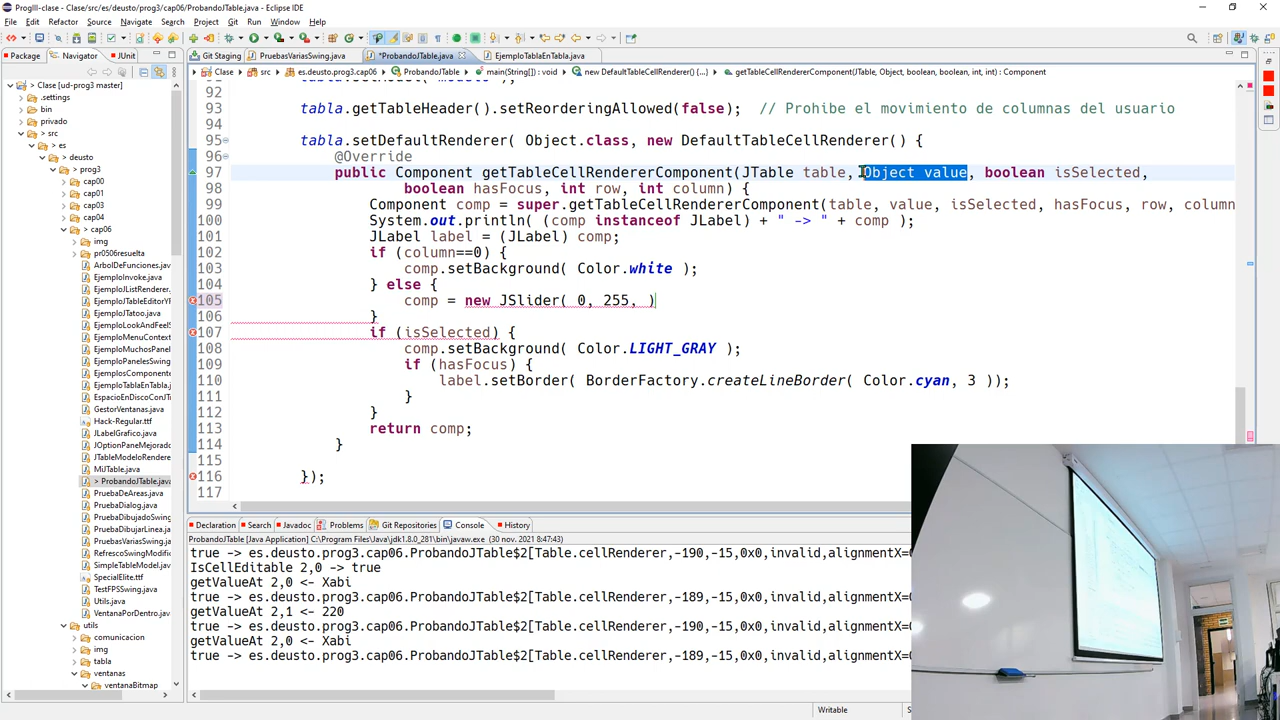 ProgIII-clase - Clase/src/es/deusto/prog3/cap06/ProbandoJTable.java - Eclipse IDE
File Edit Refactor Source Navigate Search Project Git Run Window Help
Package Navigator JUnit
Git Staging PruebasVariasSwing.java *ProbandoJTable.java EjemploTablaEnTabla.java
Clase src es.deusto.prog3.cap06 ProbandoJTable main(String[]) : void new DefaultTableCellRenderer() {...} getTableCellRendererComponent(JTable, Object, boolean, boolean, int, int) : Component
Clase [ud-prog3 master]
.settings
bin
privado
src
es
deusto
prog3
cap00
cap01
cap03
cap04
cap06
img
pr0506resuelta
ArbolDeFunciones.java
EjemploInvoke.java
EjemploListRenderer.
EjemploTableEditorYF
EjemploJTatoo.java
EjemploLookAndFeelS
EjemploMenuContext
EjemploMuchosPanel
EjemploPanelesSwing
EjemplosComponente
EjemploTablaEnTabla.
EspacioEnDiscoConJT
GestorVentanas.java
Hack-Regular.ttf
JLabelGrafico.java
JOptionPaneMejorado
JTableModeloRendere
MiJTable.java
> ProbandoJTable.java
PruebaDeAreas.java
PruebaDialog.java
PruebaDibujadoSwing
PruebaDibujarLinea.j
PruebasVariasSwing.j
RefrescoSwingModific
SimpleTableModel.jav
SpecialElite.ttf
TestFPSSwing.java
Utils.java
VentanaPorDentro.jav
utils
comunicacion
img
tabla
ventanas
ventanaBitmap
92
93 tabla.getTableHeader().setReorderingAllowed(false); // Prohibe el movimiento de columnas del usuario
94
95 tabla.setDefaultRenderer( Object.class, new DefaultTableCellRenderer() {
96 @Override
97 public Component getTableCellRendererComponent(JTable table, Object value, boolean isSelected,
98 boolean hasFocus, int row, int column) {
99 Component comp = super.getTableCellRendererComponent(table, value, isSelected, hasFocus, row, column
100 System.out.println( (comp instanceof JLabel) + " -> " + comp );
101 JLabel label = (JLabel) comp;
102 if (column==0) {
103 comp.setBackground( Color.white );
104 } else {
105 comp = new JSlider( 0, 255, )
106 }
107 if (isSelected) {
108 comp.setBackground( Color.LIGHT_GRAY );
109 if (hasFocus) {
110 label.setBorder( BorderFactory.createLineBorder( Color.cyan, 3 ));
111 }
112 }
113 return comp;
114 }
115
116 });
117
Declaration Search Javadoc Problems Git Repositories Console History
ProbandoJTable [Java Application] C:\Program Files\Java\jdk1.8.0_281\bin\javaw.exe (30 nov. 2021 8:47:43)
true -> es.deusto.prog3.cap06.ProbandoJTable$2[Table.cellRenderer,-190,-15,0x0,invalid,alignmentX=0
IsCellEditable 2,0 -> true
getValueAt 2,0 <- Xabi
true -> es.deusto.prog3.cap06.ProbandoJTable$2[Table.cellRenderer,-189,-15,0x0,invalid,alignmentX=0
getValueAt 2,1 <- 220
true -> es.deusto.prog3.cap06.ProbandoJTable$2[Table.cellRenderer,-190,-15,0x0,invalid,alignmentX=0
getValueAt 2,0 <- Xabi
true -> es.deusto.prog3.cap06.ProbandoJTable$2[Table.cellRenderer,-189,-15,0x0,invalid,alignmentX=0
Writable